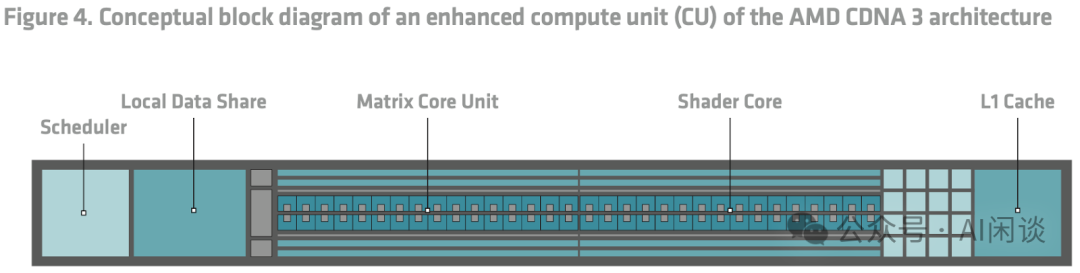 Figure 4. Conceptual block diagram of an enhanced compute unit (CU) of the AMD CDNA 3 architecture
Local Data Share
Matrix Core Unit
Shader Core
L1 Cache
Scheduler
公众号 · AI闲谈